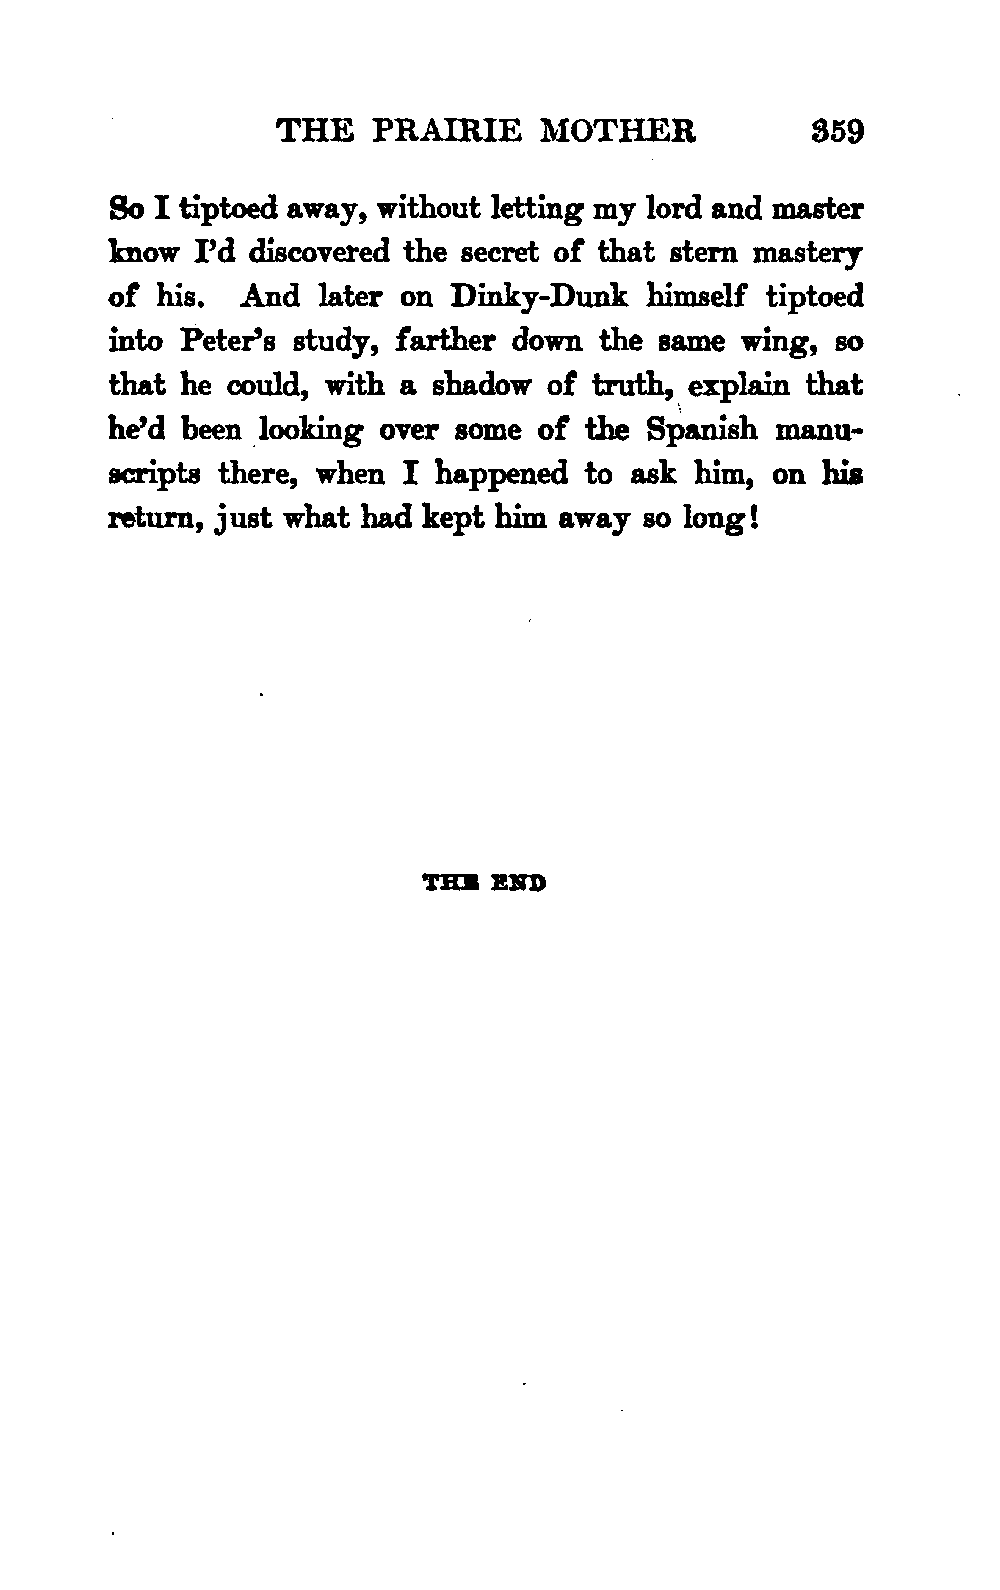 THE PRAIRIE MOTHER 359
So I tiptoed away, without letting my lord and master
know I'd discovered the secret of that stern mastery
of his. And later on Dinky-Dunk himself tiptoed
into Peter's study, farther down the same wing, so
that he could, with a shadow of truth, explain that
he'd been looking over some of the Spanish manu-
scripts there, when I happened to ask him, on his
return, just what had kept him away so long!
THE END